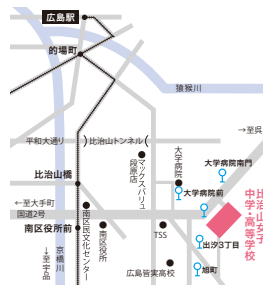 広島駅
的場町
猿猴川
→至呉
平和大通り
比治山トンネル
マックスバリュ
段原店
大学病院
大学病院南門
比治山橋
大学病院前
比治山女子
中学・高等学校
←至大手町
国道2号
南区役所前
南区民文化センター
南区役所
TSS
出汐3丁目
京橋川
↓至宇品
広島皆実高校
旭町